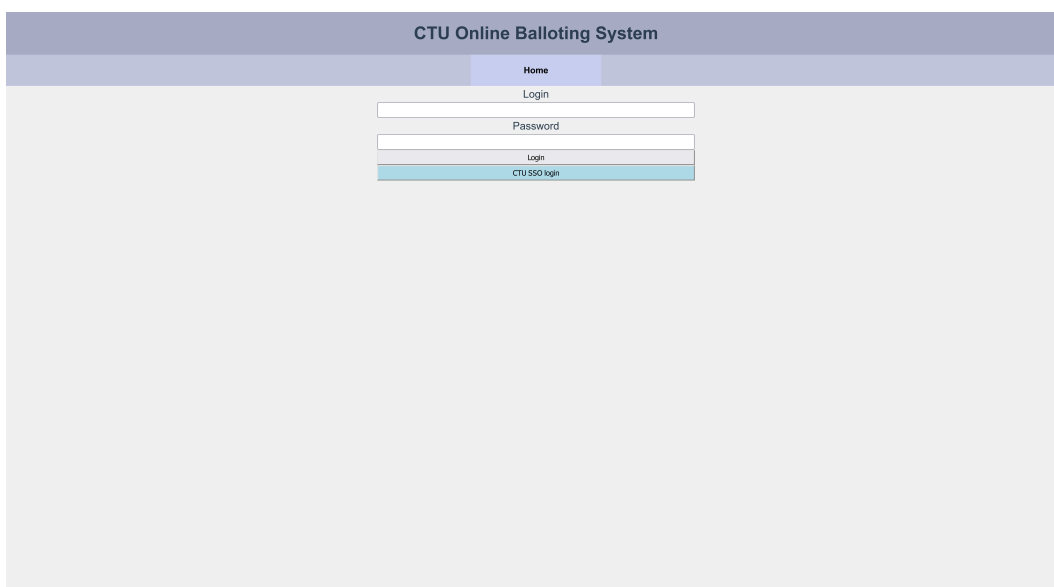 CTU Online Balloting System
Home
Login
Password
Login
CTU SSO login